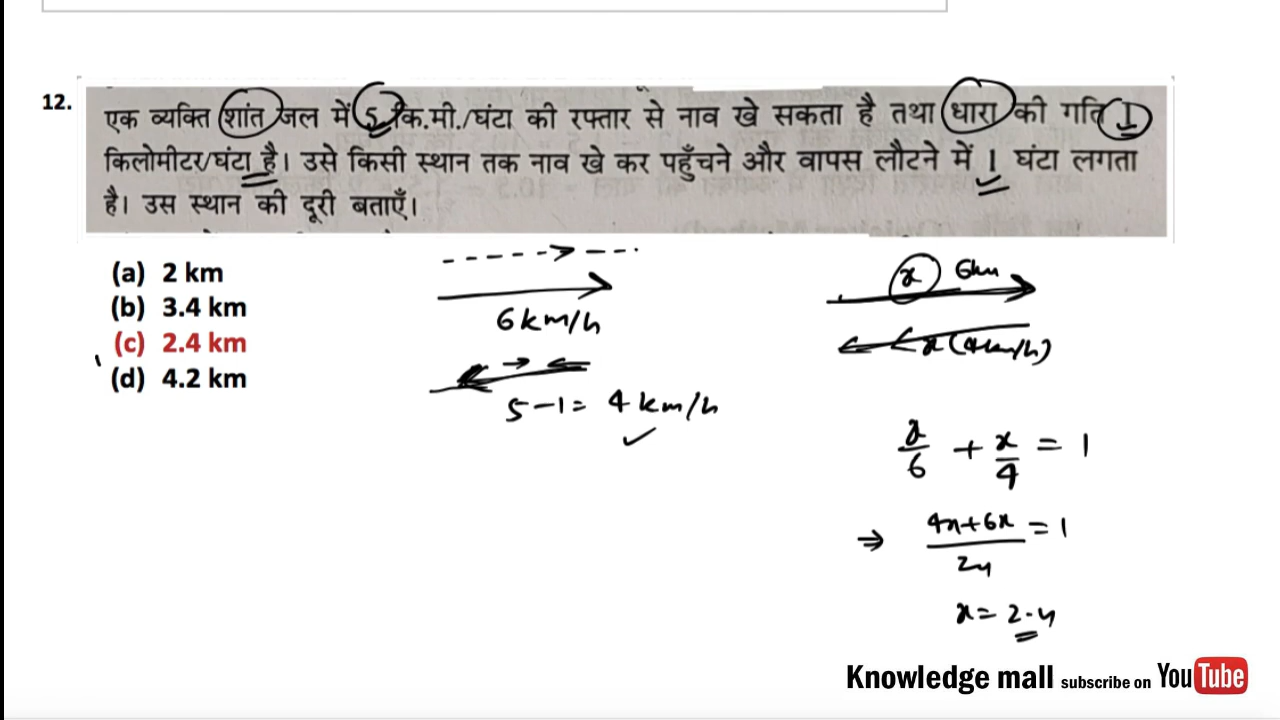 12.
एक व्यक्ति शांत जल में 5 कि.मी./घंटा की रफ्तार से नाव खे सकता है तथा धारा की गति 1
किलोमीटर/घंटा है। उसे किसी स्थान तक नाव खे कर पहुँचने और वापस लौटने में 1 घंटा लगता
है। उस स्थान की दूरी बताएँ।
(a) 2 km
(b) 3.4 km
(c) 2.4 km
(d) 4.2 km
6km/h
5-1= 4 km/h
x 6km
x(4km/h)
x/6 + x/4 = 1
⇒ 4x+6x/24 = 1
x= 2.4
Knowledge mall subscribe on YouTube